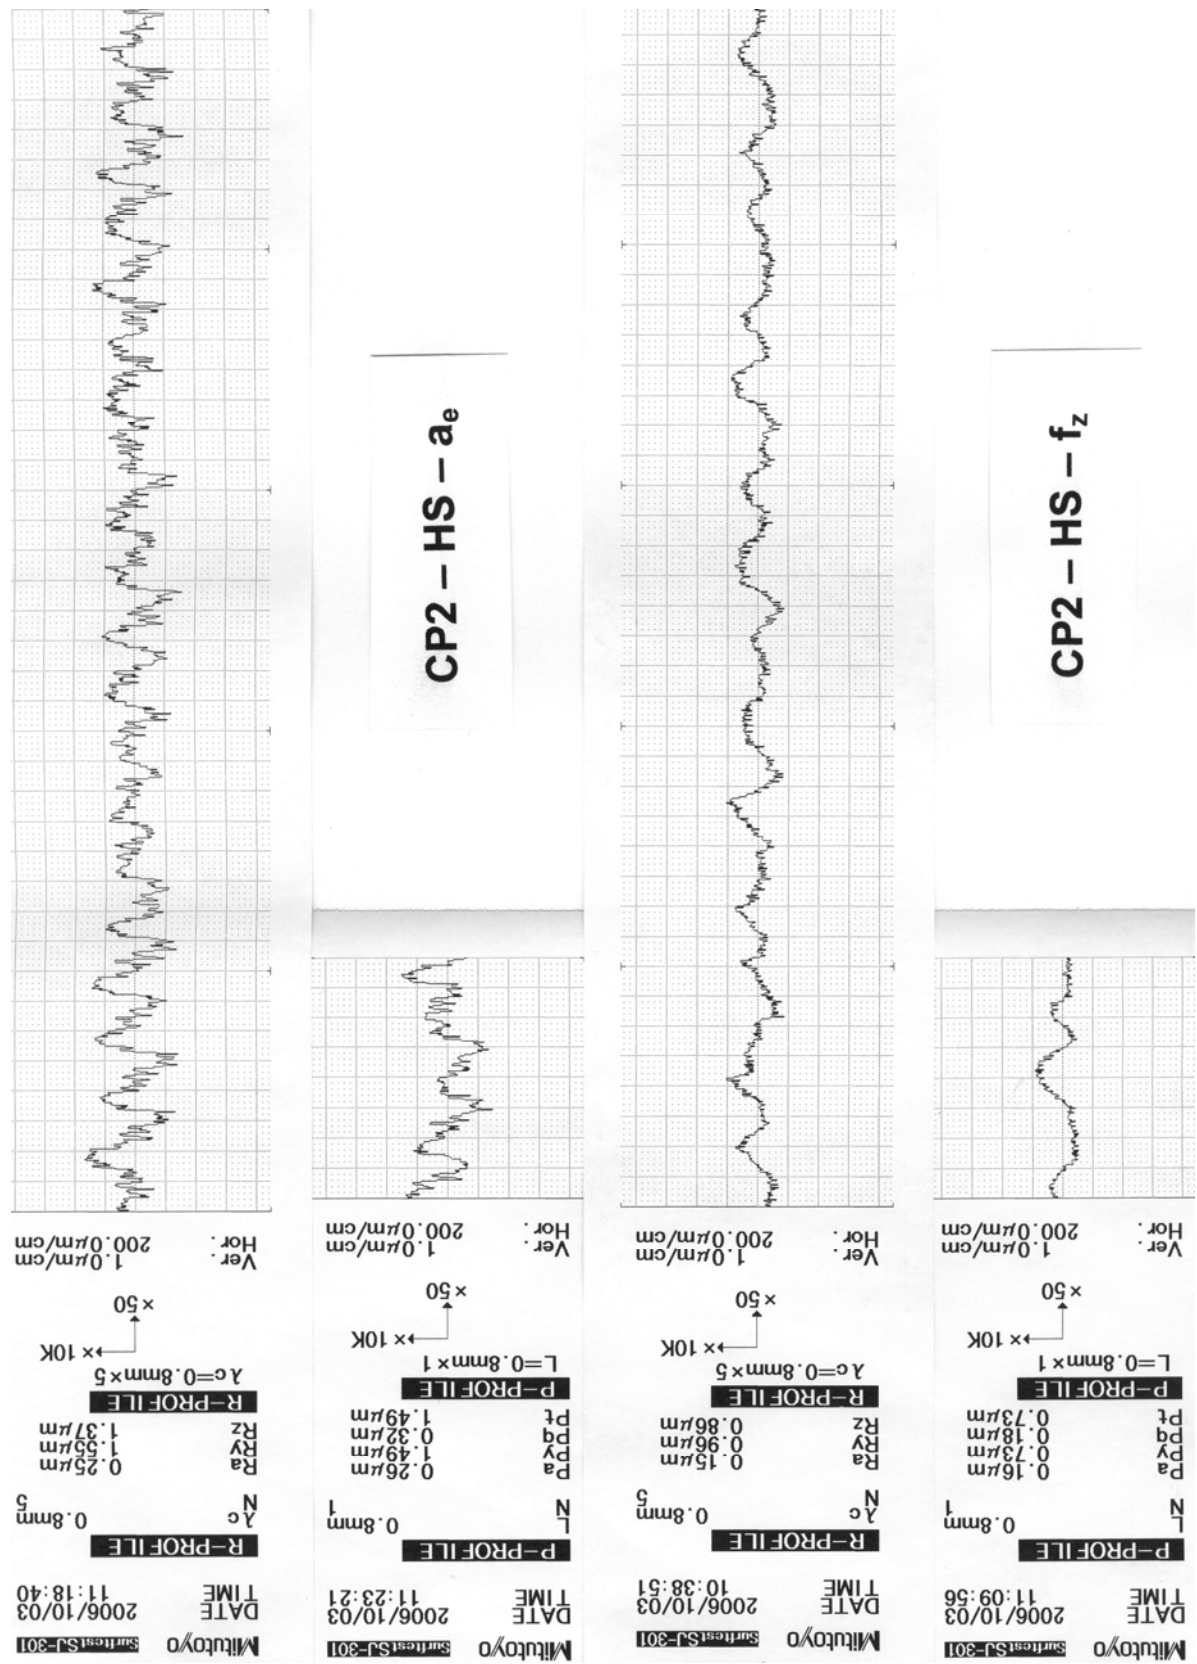 CP2 – HS – ae
CP2 – HS – fz
Mitutoyo SurftestSJ-301
DATE 2006/10/03
TIME 11:18:40
R-PROFILE
λc 0.8mm
N 5
Ra 0.25μm
Ry 1.55μm
Rz 1.37μm
R-PROFILE
λc=0.8mm×5
× 10K
× 50
Ver. 1.0μm/cm
Hor. 200.0μm/cm
Mitutoyo SurftestSJ-301
DATE 2006/10/03
TIME 11:23:21
P-PROFILE
L 0.8mm
N 1
Pa 0.26μm
Py 1.49μm
Pq 0.32μm
Pt 1.49μm
P-PROFILE
L=0.8mm×1
× 10K
× 50
Ver. 1.0μm/cm
Hor. 200.0μm/cm
Mitutoyo SurftestSJ-301
DATE 2006/10/03
TIME 10:38:51
R-PROFILE
λc 0.8mm
N 5
Ra 0.15μm
Ry 0.96μm
Rz 0.86μm
R-PROFILE
λc=0.8mm×5
× 10K
× 50
Ver. 1.0μm/cm
Hor. 200.0μm/cm
Mitutoyo SurftestSJ-301
DATE 2006/10/03
TIME 11:09:56
P-PROFILE
L 0.8mm
N 1
Pa 0.16μm
Py 0.73μm
Pq 0.18μm
Pt 0.73μm
P-PROFILE
L=0.8mm×1
× 10K
× 50
Ver. 1.0μm/cm
Hor. 200.0μm/cm